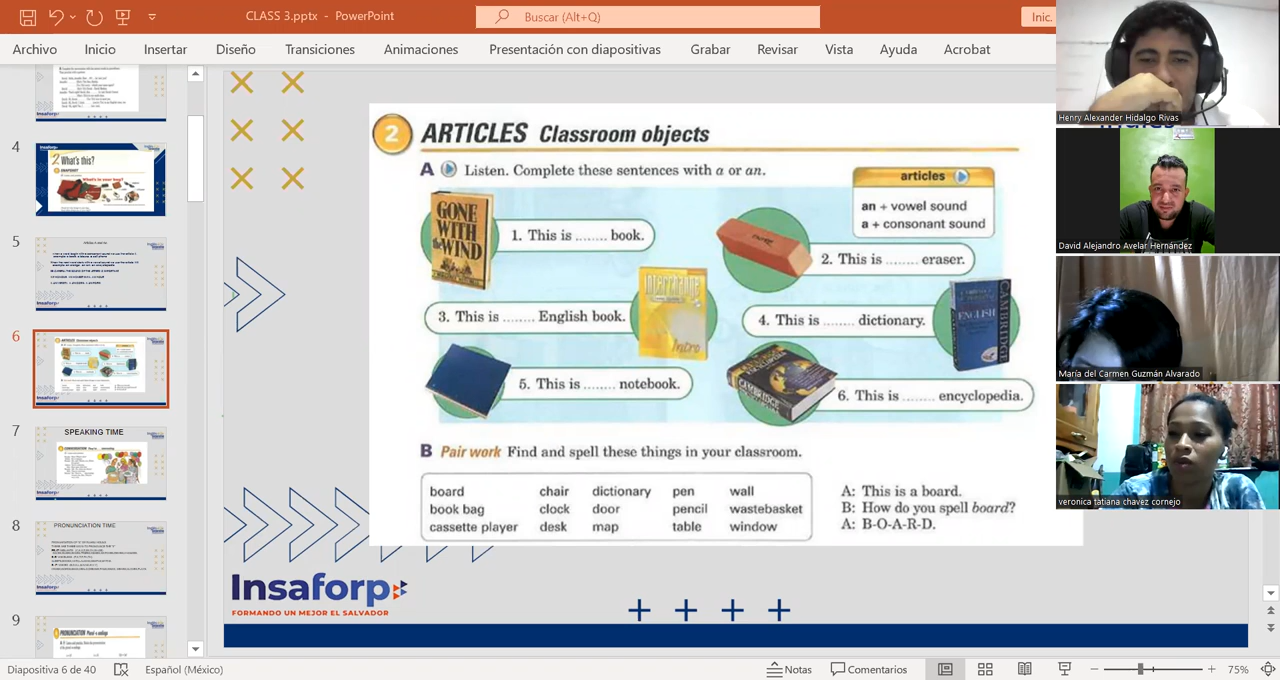 CLASS 3.pptx - PowerPoint
Buscar (Alt+Q)
Inic.
Archivo Inicio Insertar Diseño Transiciones Animaciones Presentación con diapositivas Grabar Revisar Vista Ayuda Acrobat
Henry Alexander Hidalgo Rivas
David Alejandro Avelar Hernández
María del Carmen Guzmán Alvarado
veronica tatiana chavez cornejo
4
What's this?
5
6
7
SPEAKING TIME
8
PRONUNCIATION TIME
9
2 ARTICLES Classroom objects
A Listen. Complete these sentences with a or an.
articles
an + vowel sound
a + consonant sound
GONE WITH the WIND
1. This is ........ book.
2. This is ........ eraser.
3. This is ........ English book.
Intro
4. This is ........ dictionary.
CAMBRIDGE
ENGLISH
5. This is ........ notebook.
6. This is ........ encyclopedia.
B Pair work Find and spell these things in your classroom.
board chair dictionary pen wall
book bag clock door pencil wastebasket
cassette player desk map table window
A: This is a board.
B: How do you spell board?
A: B-O-A-R-D.
Insaforp
FORMANDO UN MEJOR EL SALVADOR
Diapositiva 6 de 40 Español (México) Notas Comentarios 75%